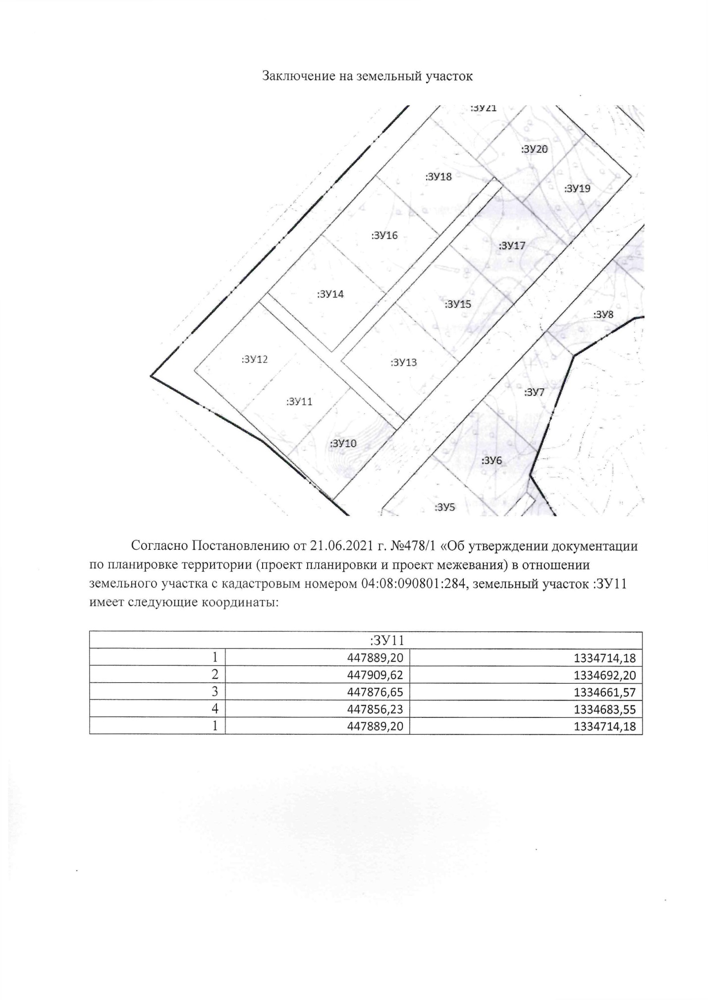 Заключение на земельный участок
:ЗУ21
:ЗУ20
:ЗУ18
:ЗУ19
:ЗУ16
:ЗУ17
:ЗУ14
:ЗУ15
:ЗУ8
:ЗУ12
:ЗУ13
:ЗУ7
:ЗУ11
:ЗУ10
:ЗУ6
:ЗУ5
Согласно Постановлению от 21.06.2021 г. №478/1 «Об утверждении документации
по планировке территории (проект планировки и проект межевания) в отношении
земельного участка с кадастровым номером 04:08:090801:284, земельный участок :ЗУ11
имеет следующие координаты:
:ЗУ11
1 447889,20 1334714,18
2 447909,62 1334692,20
3 447876,65 1334661,57
4 447856,23 1334683,55
1 447889,20 1334714,18